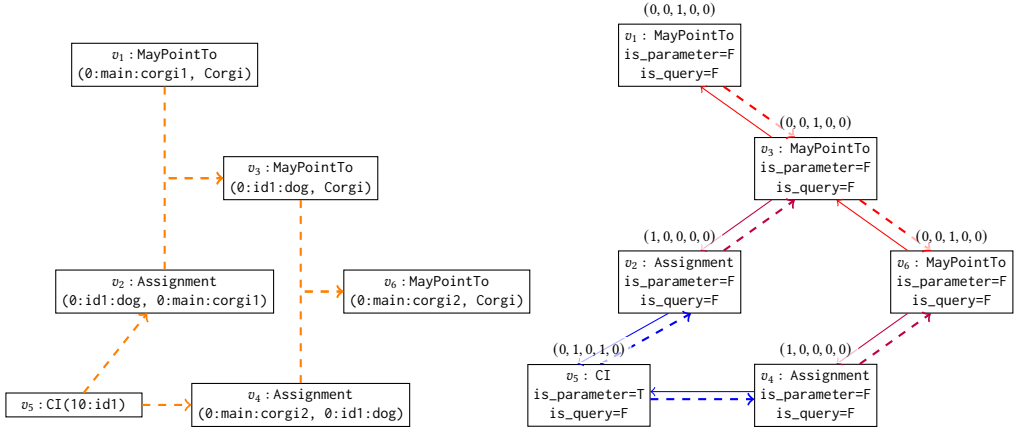 v₁ : MayPointTo
(0:main:corgi1, Corgi)
v₃ : MayPointTo
(0:id1:dog, Corgi)
v₂ : Assignment
(0:id1:dog, 0:main:corgi1)
v₆ : MayPointTo
(0:main:corgi2, Corgi)
v₅ : CI(10:id1)
v₄ : Assignment
(0:main:corgi2, 0:id1:dog)
(0, 0, 1, 0, 0)
v₁ : MayPointTo
is_parameter=F
is_query=F
(0, 0, 1, 0, 0)
v₃ : MayPointTo
is_parameter=F
is_query=F
(1, 0, 0, 0, 0)
v₂ : Assignment
is_parameter=F
is_query=F
(0, 0, 1, 0, 0)
v₆ : MayPointTo
is_parameter=F
is_query=F
(0, 1, 0, 1, 0)
v₅ : CI
is_parameter=T
is_query=F
(1, 0, 0, 0, 0)
v₄ : Assignment
is_parameter=F
is_query=F